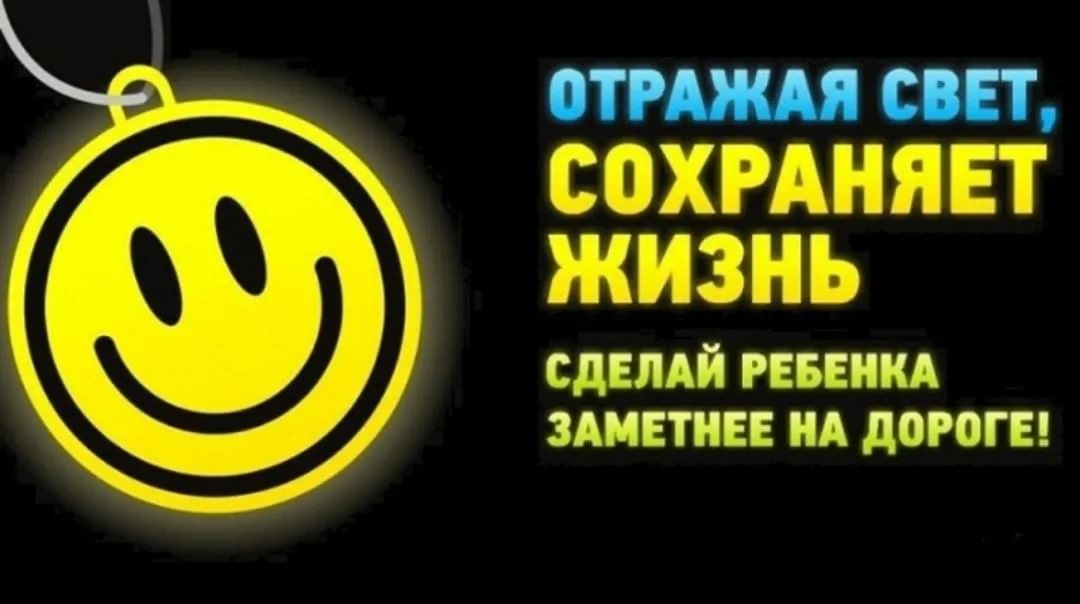 ОТРАЖАЯ СВЕТ,
СОХРАНЯЕТ
ЖИЗНЬ
СДЕЛАЙ РЕБЕНКА
ЗАМЕТНЕЕ НА ДОРОГЕ!